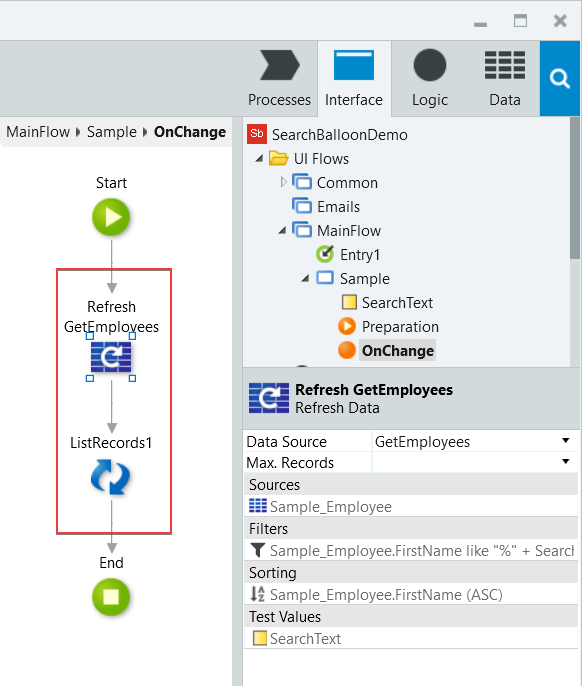 Processes
Interface
Logic
Data
MainFlow Sample OnChange
Start
Refresh
GetEmployees
ListRecords1
End
Sb SearchBalloonDemo
UI Flows
Common
Emails
MainFlow
Entry1
Sample
SearchText
Preparation
OnChange
Refresh GetEmployees
Refresh Data
Data Source GetEmployees
Max. Records
Sources
Sample_Employee
Filters
Sample_Employee.FirstName like "%" + Search
Sorting
Sample_Employee.FirstName (ASC)
Test Values
SearchText